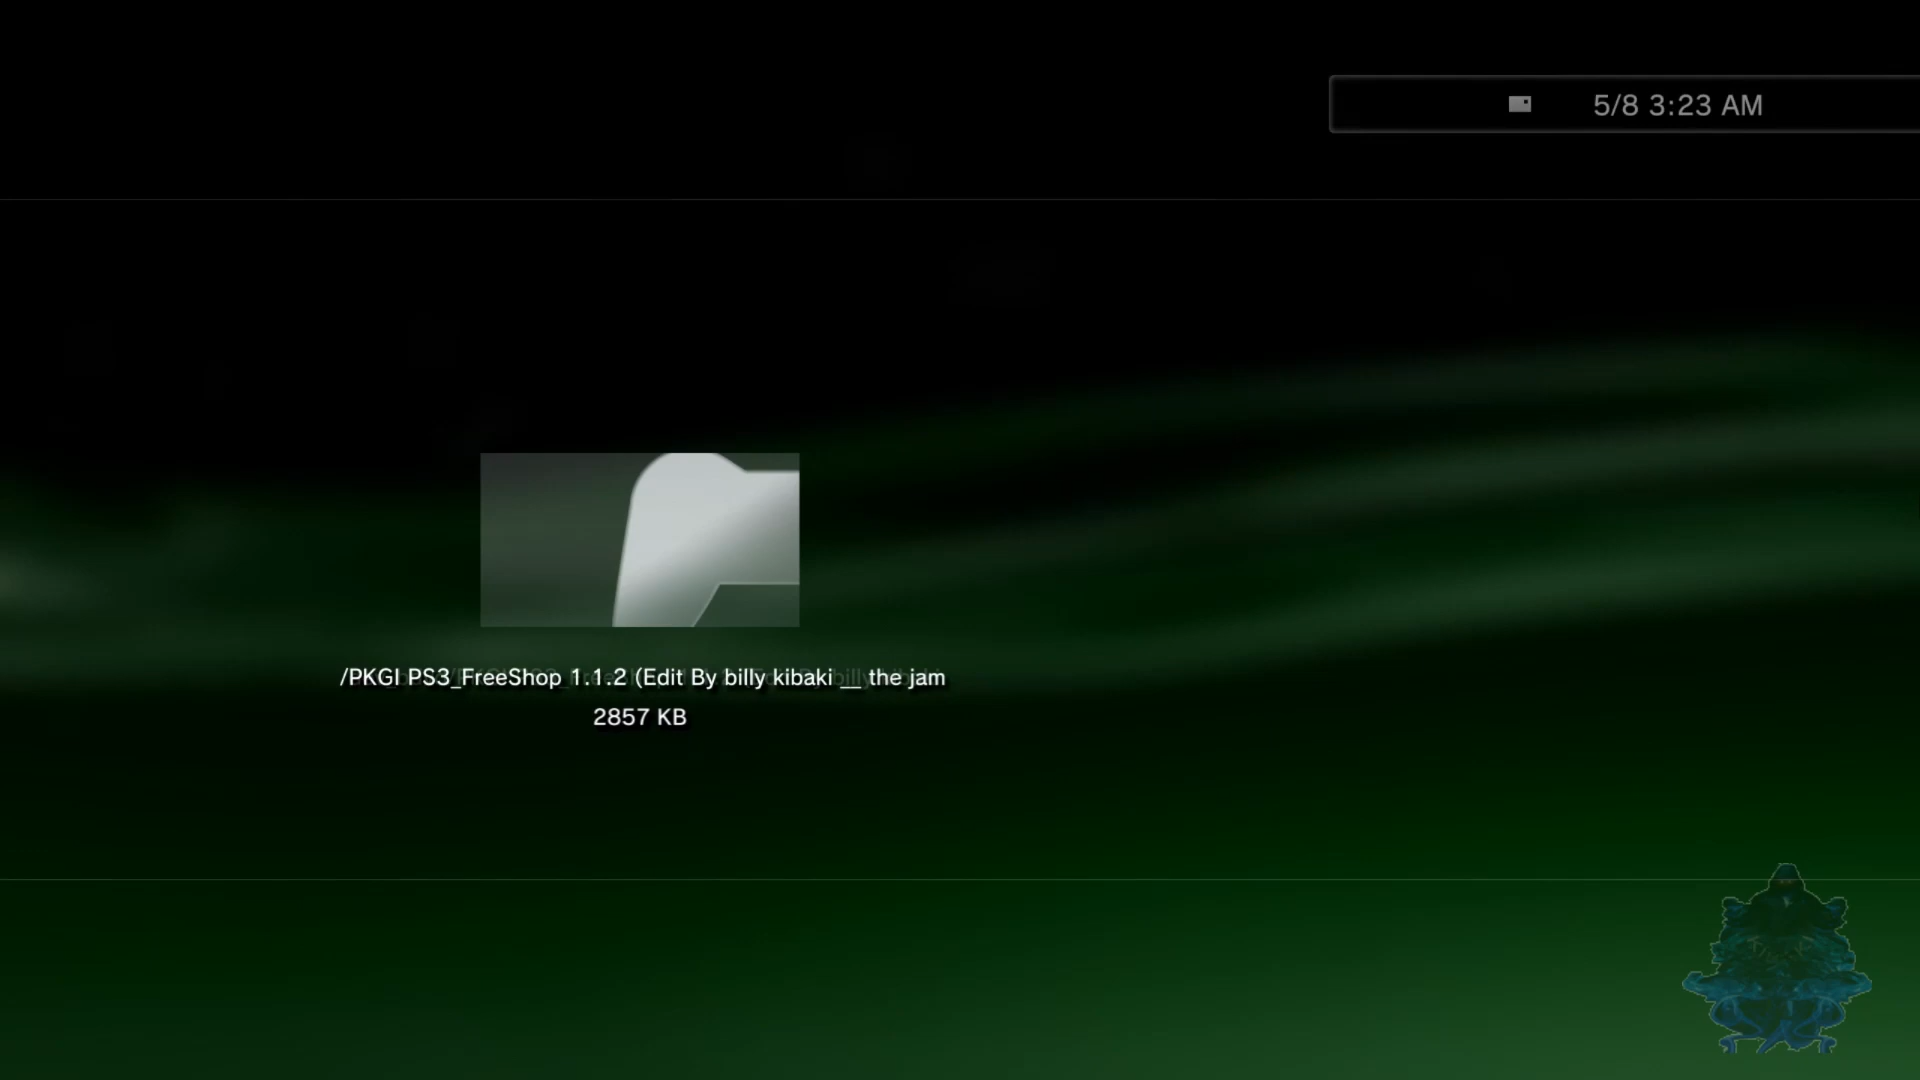 5/8 3:23 AM
/PKGI PS3_FreeShop 1.1.2 (Edit By billy kibaki __ the jam
2857 KB